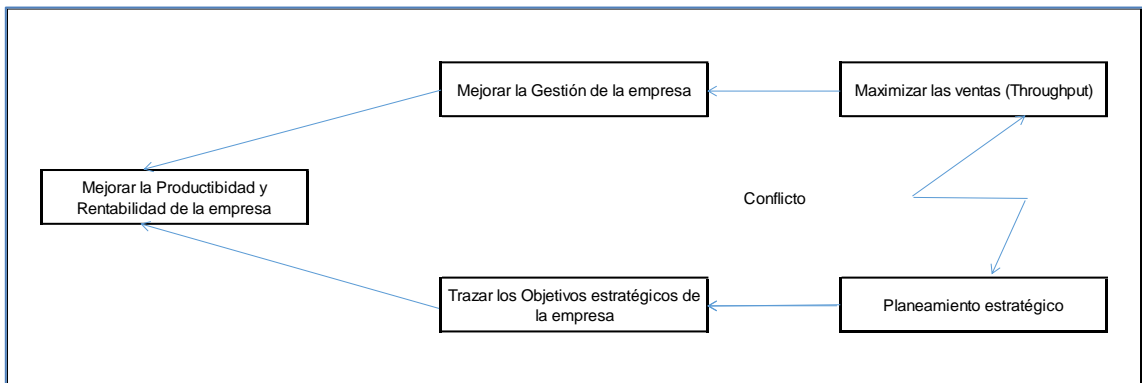 Mejorar la Gestión de la empresa
Maximizar las ventas (Throughput)
Mejorar la Productibidad y
Rentabilidad de la empresa
Conflicto
Trazar los Objetivos estratégicos de
la empresa
Planeamiento estratégico